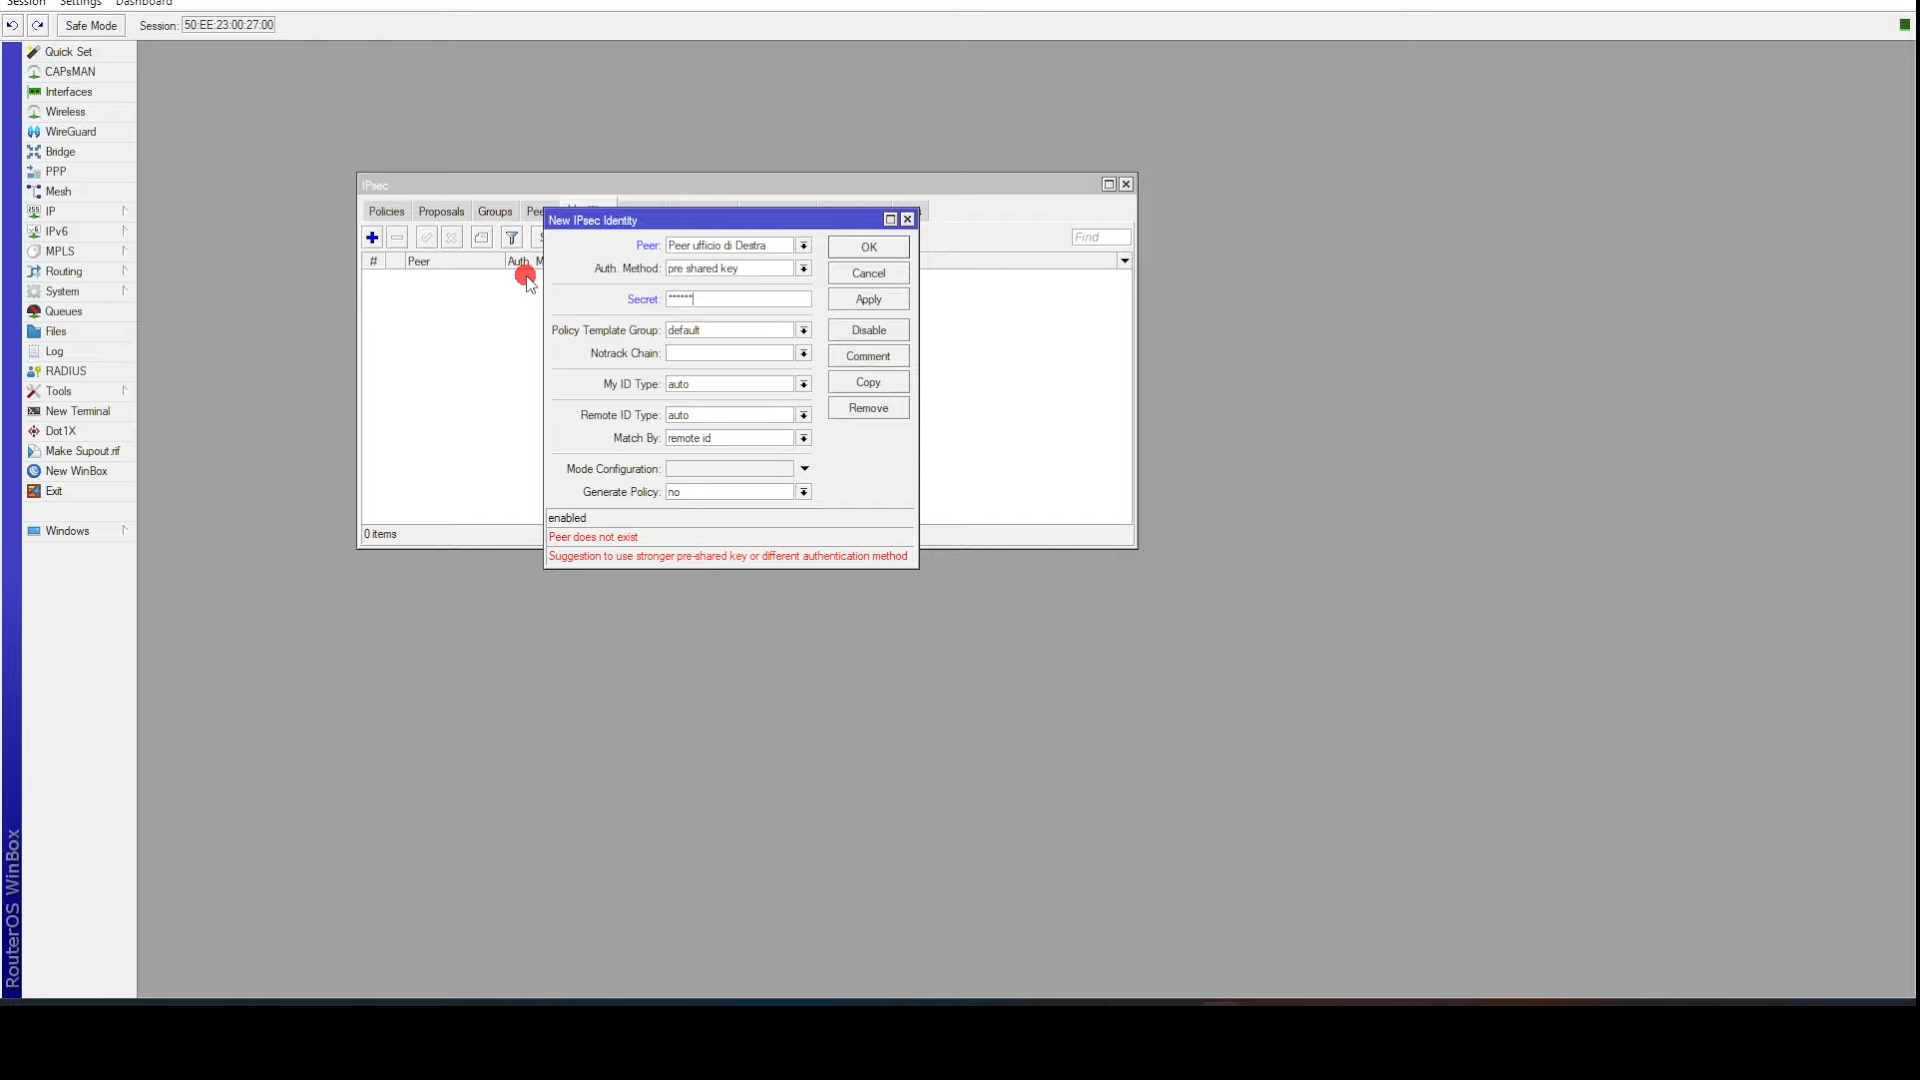 Session Settings Dashboard
Safe Mode Session: 50:EE:23:00:27:00
Quick Set
CAPsMAN
Interfaces
Wireless
WireGuard
Bridge
PPP
Mesh
IP
IPv6
MPLS
Routing
System
Queues
Files
Log
RADIUS
Tools
New Terminal
Dot1X
Make Supout.rif
New WinBox
Exit
Windows
RouterOS WinBox
IPsec
Policies Proposals Groups
Find
# Peer Auth. M
0 items
New IPsec Identity
Peer: Peer ufficio di Destra
Auth. Method: pre shared key
Secret: ******
Policy Template Group: default
Notrack Chain:
My ID Type: auto
Remote ID Type: auto
Match By: remote id
Mode Configuration:
Generate Policy: no
OK
Cancel
Apply
Disable
Comment
Copy
Remove
enabled
Peer does not exist
Suggestion to use stronger pre-shared key or different authentication method